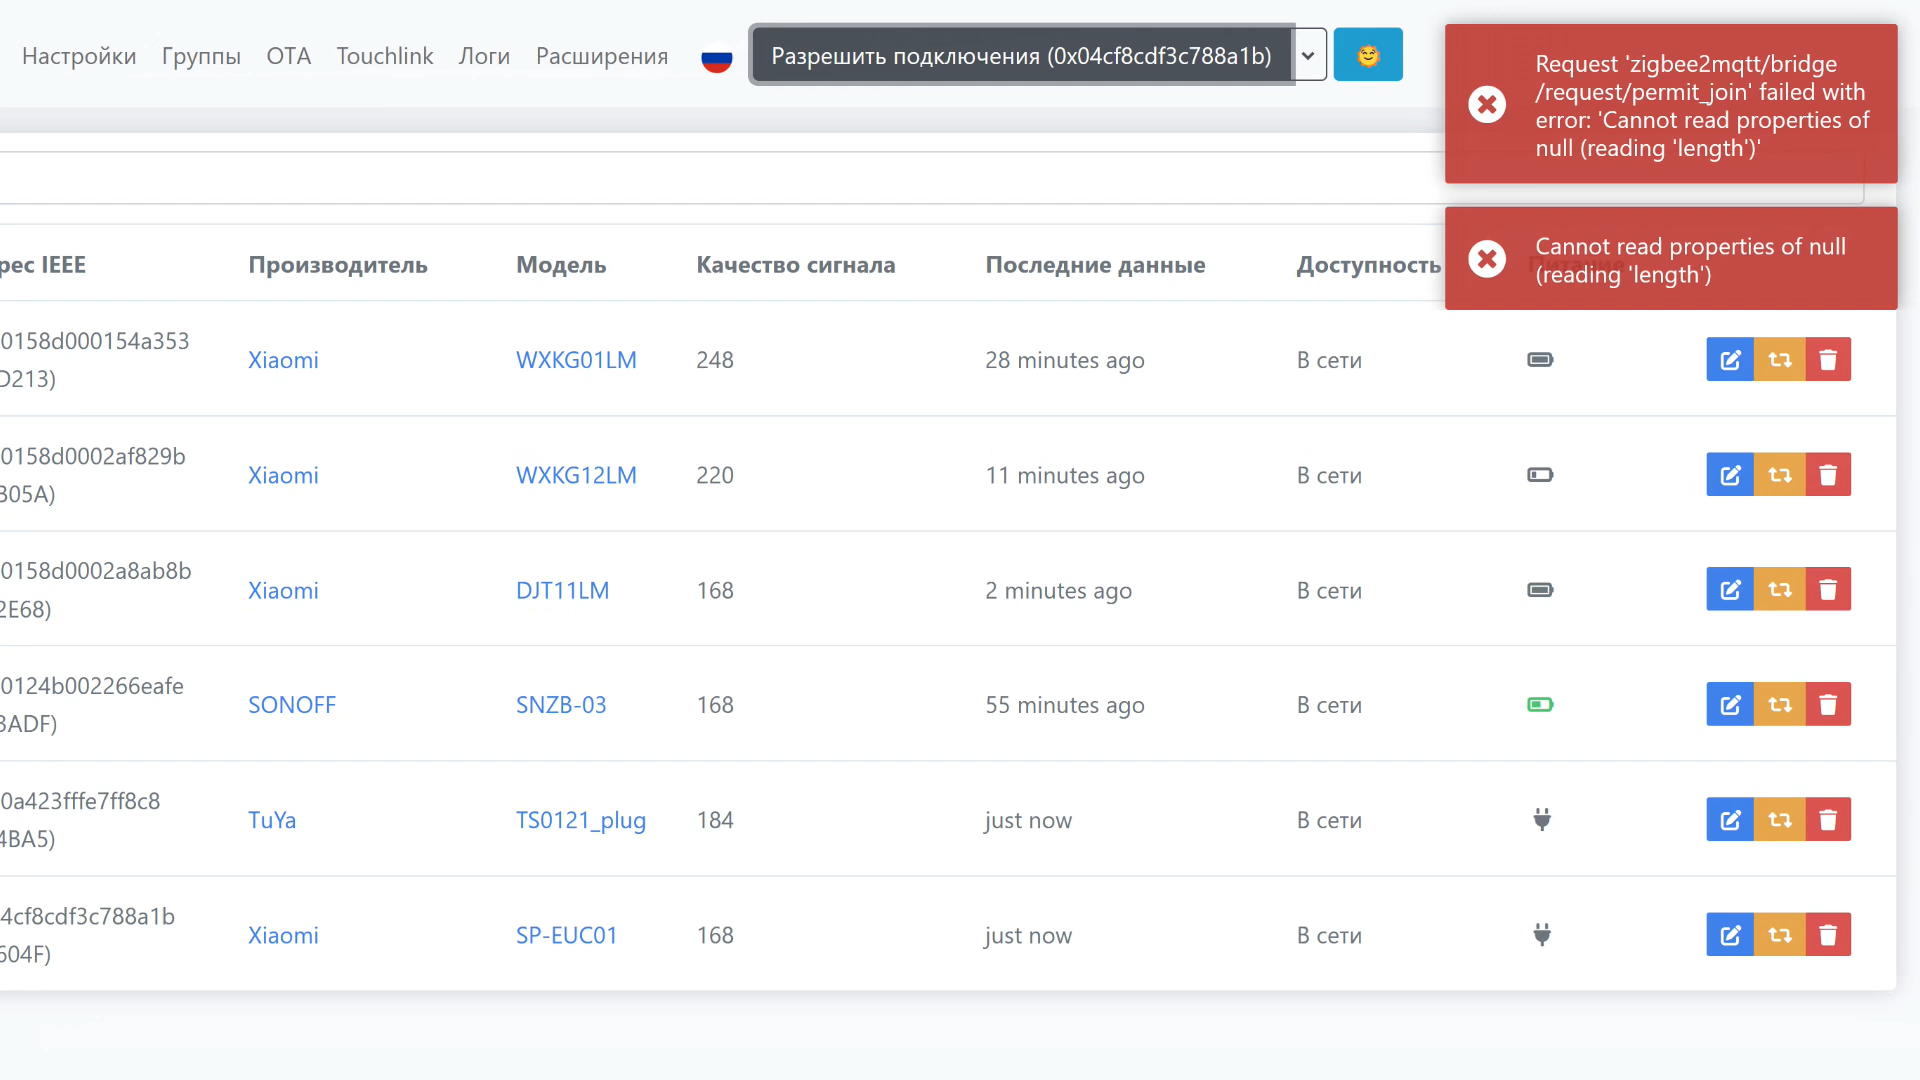 Настройки Группы OTA Touchlink Логи Расширения Разрешить подключения (0x04cf8cdf3c788a1b)
Request 'zigbee2mqtt/bridge
/request/permit_join' failed with
error: 'Cannot read properties of
null (reading 'length')'
Cannot read properties of null
(reading 'length')
рес IEEE Производитель Модель Качество сигнала Последние данные Доступность Питание
0158d000154a353
D213)
Xiaomi WXKG01LM 248 28 minutes ago В сети
0158d0002af829b
B05A)
Xiaomi WXKG12LM 220 11 minutes ago В сети
0158d0002a8ab8b
2E68)
Xiaomi DJT11LM 168 2 minutes ago В сети
0124b002266eafe
3ADF)
SONOFF SNZB-03 168 55 minutes ago В сети
0a423fffe7ff8c8
4BA5)
TuYa TS0121_plug 184 just now В сети
4cf8cdf3c788a1b
604F)
Xiaomi SP-EUC01 168 just now В сети